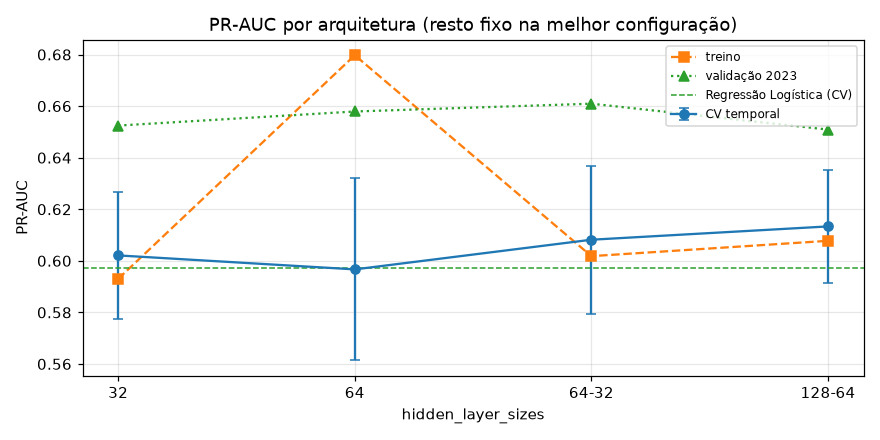 PR-AUC por arquitetura (resto fixo na melhor configuração)
treino
validação 2023
Regressão Logística (CV)
CV temporal
PR-AUC
0.68
0.66
0.64
0.62
0.60
0.58
0.56
32
64
64-32
128-64
hidden_layer_sizes